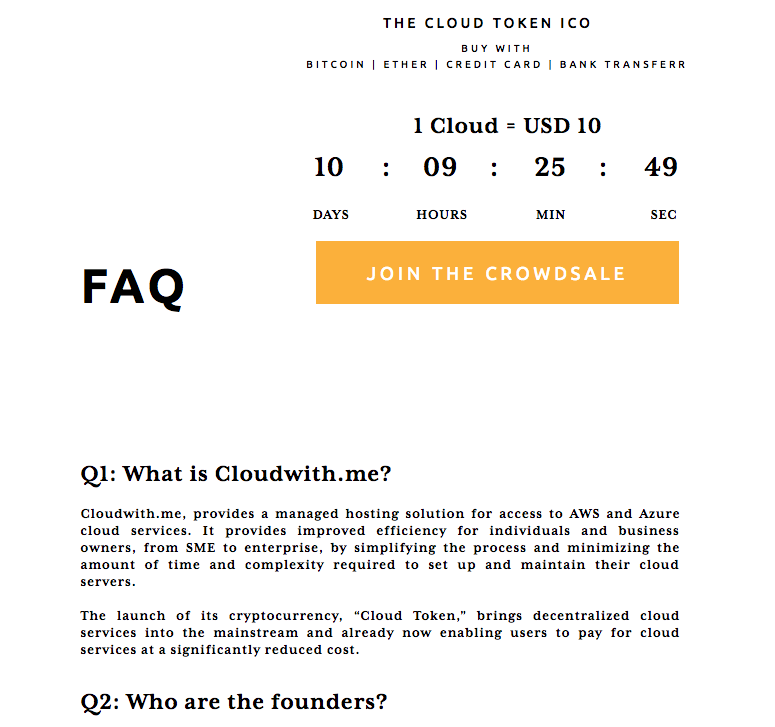 THE CLOUD TOKEN ICO
BUY WITH
BITCOIN | ETHER | CREDIT CARD | BANK TRANSFERR
1 Cloud = USD 10
10 : 09 : 25 : 49
DAYS HOURS MIN SEC
JOIN THE CROWDSALE
FAQ
Q1: What is Cloudwith.me?
Cloudwith.me, provides a managed hosting solution for access to AWS and Azure
cloud services. It provides improved efficiency for individuals and business
owners, from SME to enterprise, by simplifying the process and minimizing the
amount of time and complexity required to set up and maintain their cloud
servers.
The launch of its cryptocurrency, “Cloud Token,” brings decentralized cloud
services into the mainstream and already now enabling users to pay for cloud
services at a significantly reduced cost.
Q2: Who are the founders?